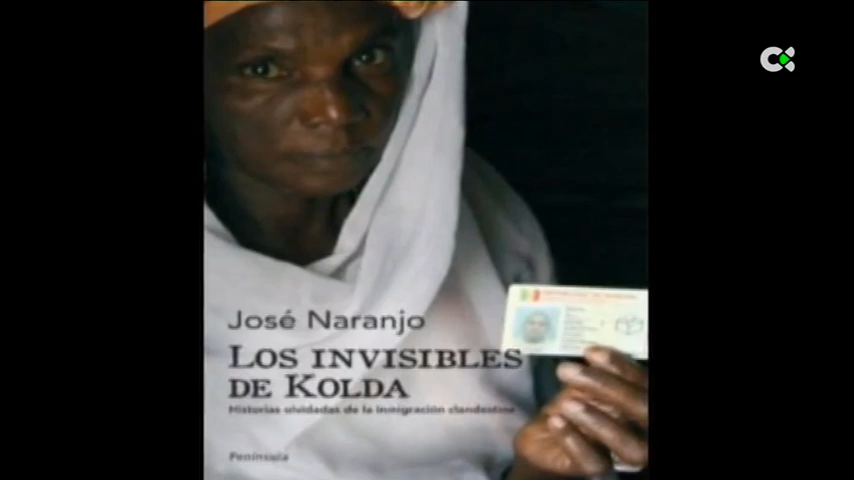 José Naranjo
LOS INVISIBLES
DE KOLDA
Historias olvidadas de la inmigración clandestina
Península